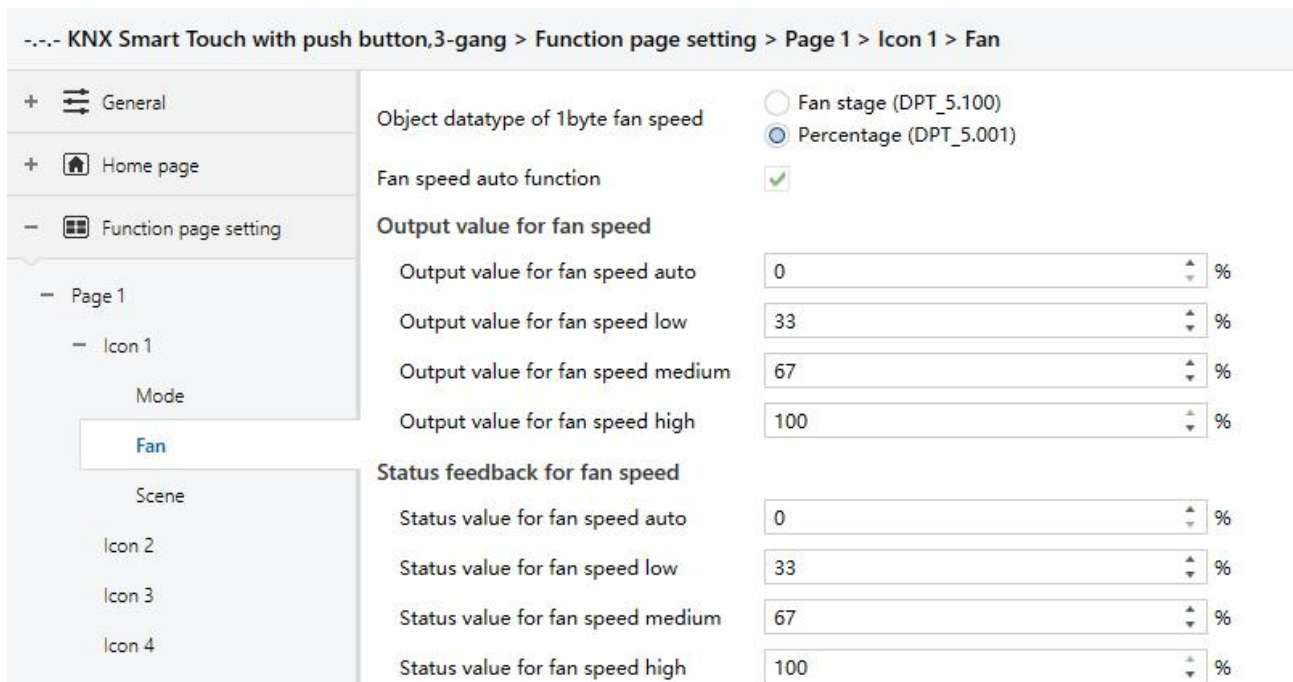 -.-.- KNX Smart Touch with push button,3-gang > Function page setting > Page 1 > Icon 1 > Fan
+ General
+ Home page
− Function page setting
− Page 1
− Icon 1
Mode
Fan
Scene
Icon 2
Icon 3
Icon 4
Object datatype of 1byte fan speed
Fan stage (DPT_5.100)
Percentage (DPT_5.001)
Fan speed auto function
Output value for fan speed
Output value for fan speed auto 0 %
Output value for fan speed low 33 %
Output value for fan speed medium 67 %
Output value for fan speed high 100 %
Status feedback for fan speed
Status value for fan speed auto 0 %
Status value for fan speed low 33 %
Status value for fan speed medium 67 %
Status value for fan speed high 100 %